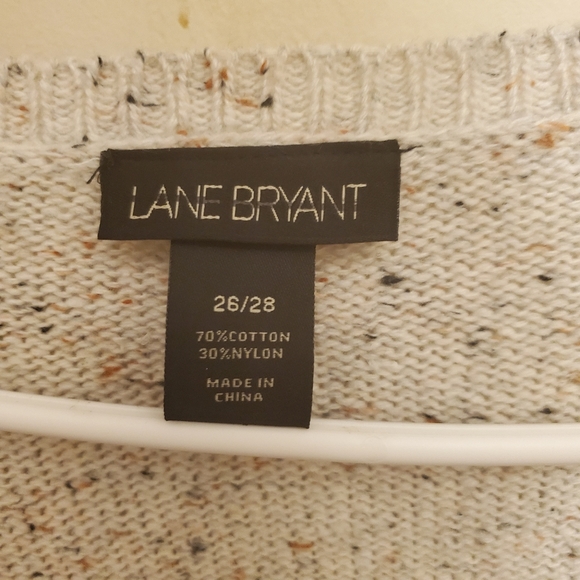 LANE BRYANT
26/28
70%COTTON
30%NYLON
MADE IN
CHINA